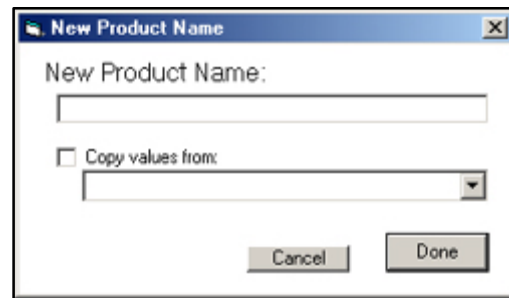 New Product Name
New Product Name:
Copy values from:
Cancel Done